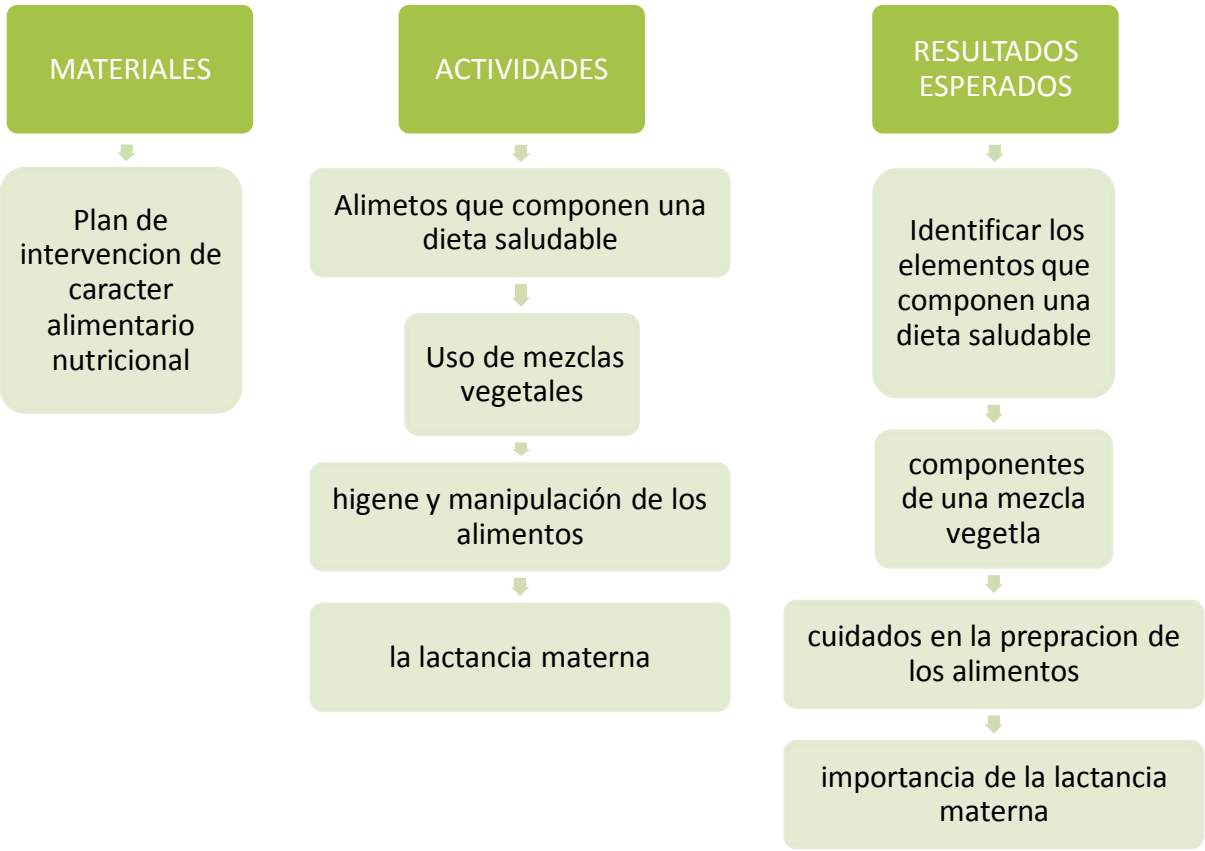 MATERIALES
Plan de
intervencion de
caracter
alimentario
nutricional
ACTIVIDADES
Alimetos que componen una
dieta saludable
Uso de mezclas
vegetales
higene y manipulación de los
alimentos
la lactancia materna
RESULTADOS
ESPERADOS
Identificar los
elementos que
componen una
dieta saludable
componentes
de una mezcla
vegetla
cuidados en la prepracion de
los alimentos
importancia de la lactancia
materna